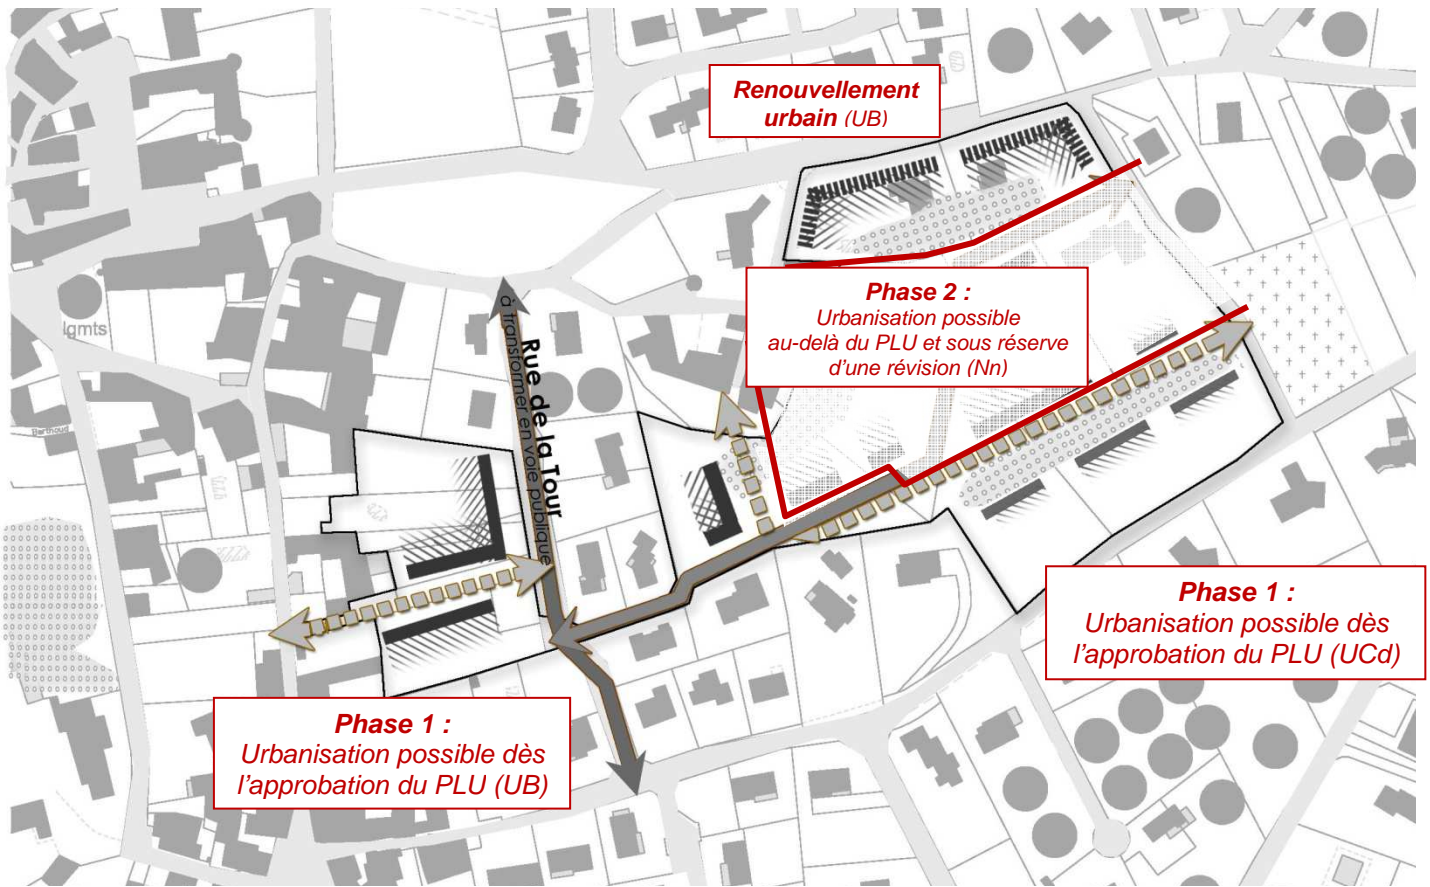 Renouvellement
urbain (UB)
Phase 2 :
Urbanisation possible
au-delà du PLU et sous réserve
d'une révision (Nn)
lgmts
Rue de la Tour
à transformer en voie publique
Barthoud
Phase 1 :
Urbanisation possible dès
l'approbation du PLU (UCd)
Phase 1 :
Urbanisation possible dès
l'approbation du PLU (UB)